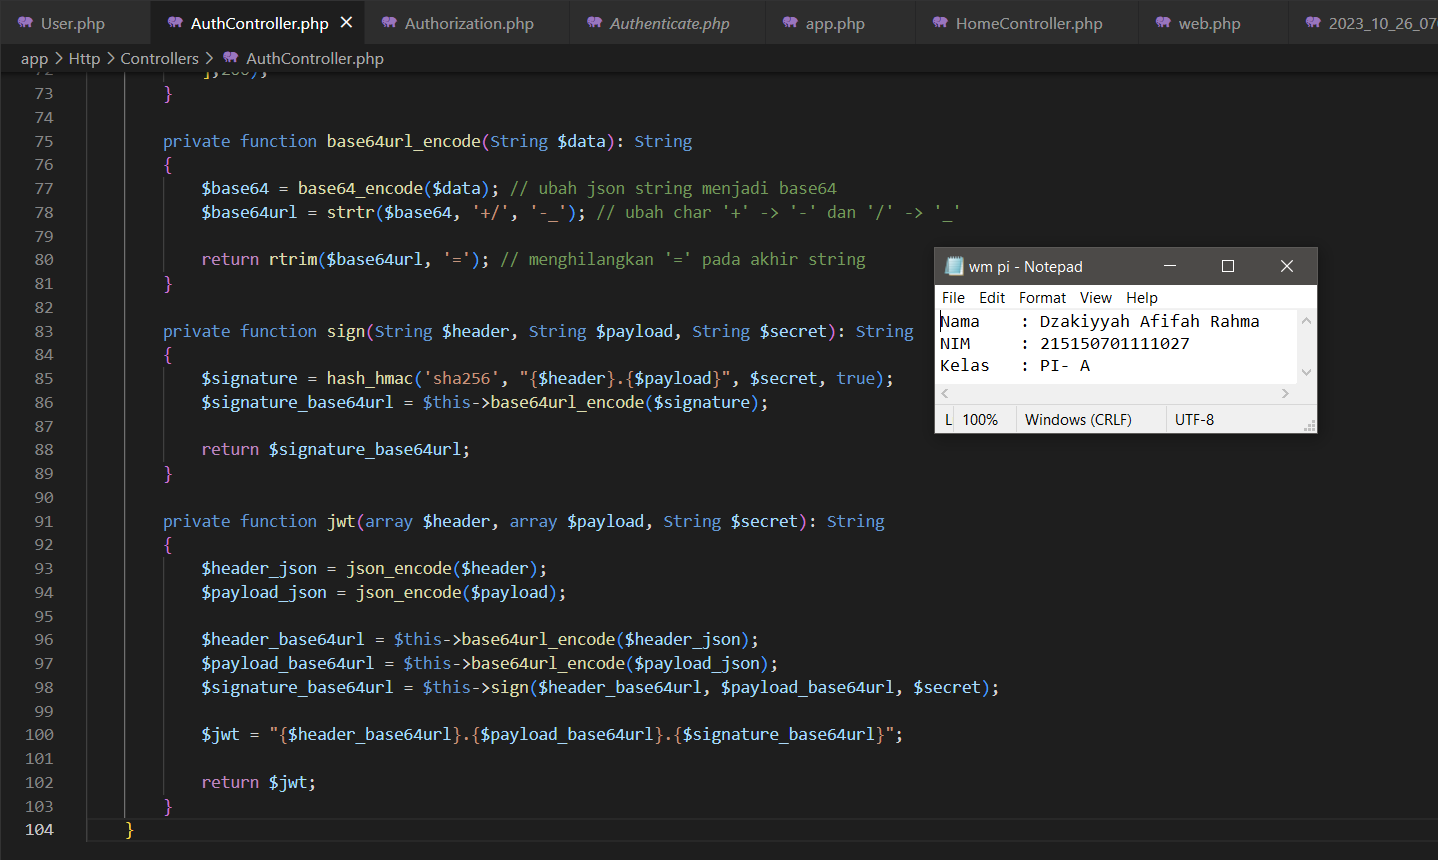 User.php AuthController.php Authorization.php Authenticate.php app.php HomeController.php web.php 2023_10_26_07
app > Http > Controllers > AuthController.php
72 ],200);
73 }
74
75 private function base64url_encode(String $data): String
76 {
77 $base64 = base64_encode($data); // ubah json string menjadi base64
78 $base64url = strtr($base64, '+/', '-_'); // ubah char '+' -> '-' dan '/' -> '_'
79
80 return rtrim($base64url, '='); // menghilangkan '=' pada akhir string
81 }
82
83 private function sign(String $header, String $payload, String $secret): String
84 {
85 $signature = hash_hmac('sha256', "{$header}.{$payload}", $secret, true);
86 $signature_base64url = $this->base64url_encode($signature);
87
88 return $signature_base64url;
89 }
90
91 private function jwt(array $header, array $payload, String $secret): String
92 {
93 $header_json = json_encode($header);
94 $payload_json = json_encode($payload);
95
96 $header_base64url = $this->base64url_encode($header_json);
97 $payload_base64url = $this->base64url_encode($payload_json);
98 $signature_base64url = $this->sign($header_base64url, $payload_base64url, $secret);
99
100 $jwt = "{$header_base64url}.{$payload_base64url}.{$signature_base64url}";
101
102 return $jwt;
103 }
104 }
wm pi - Notepad
File Edit Format View Help
Nama : Dzakiyyah Afifah Rahma
NIM : 215150701111027
Kelas : PI- A
L 100% Windows (CRLF) UTF-8